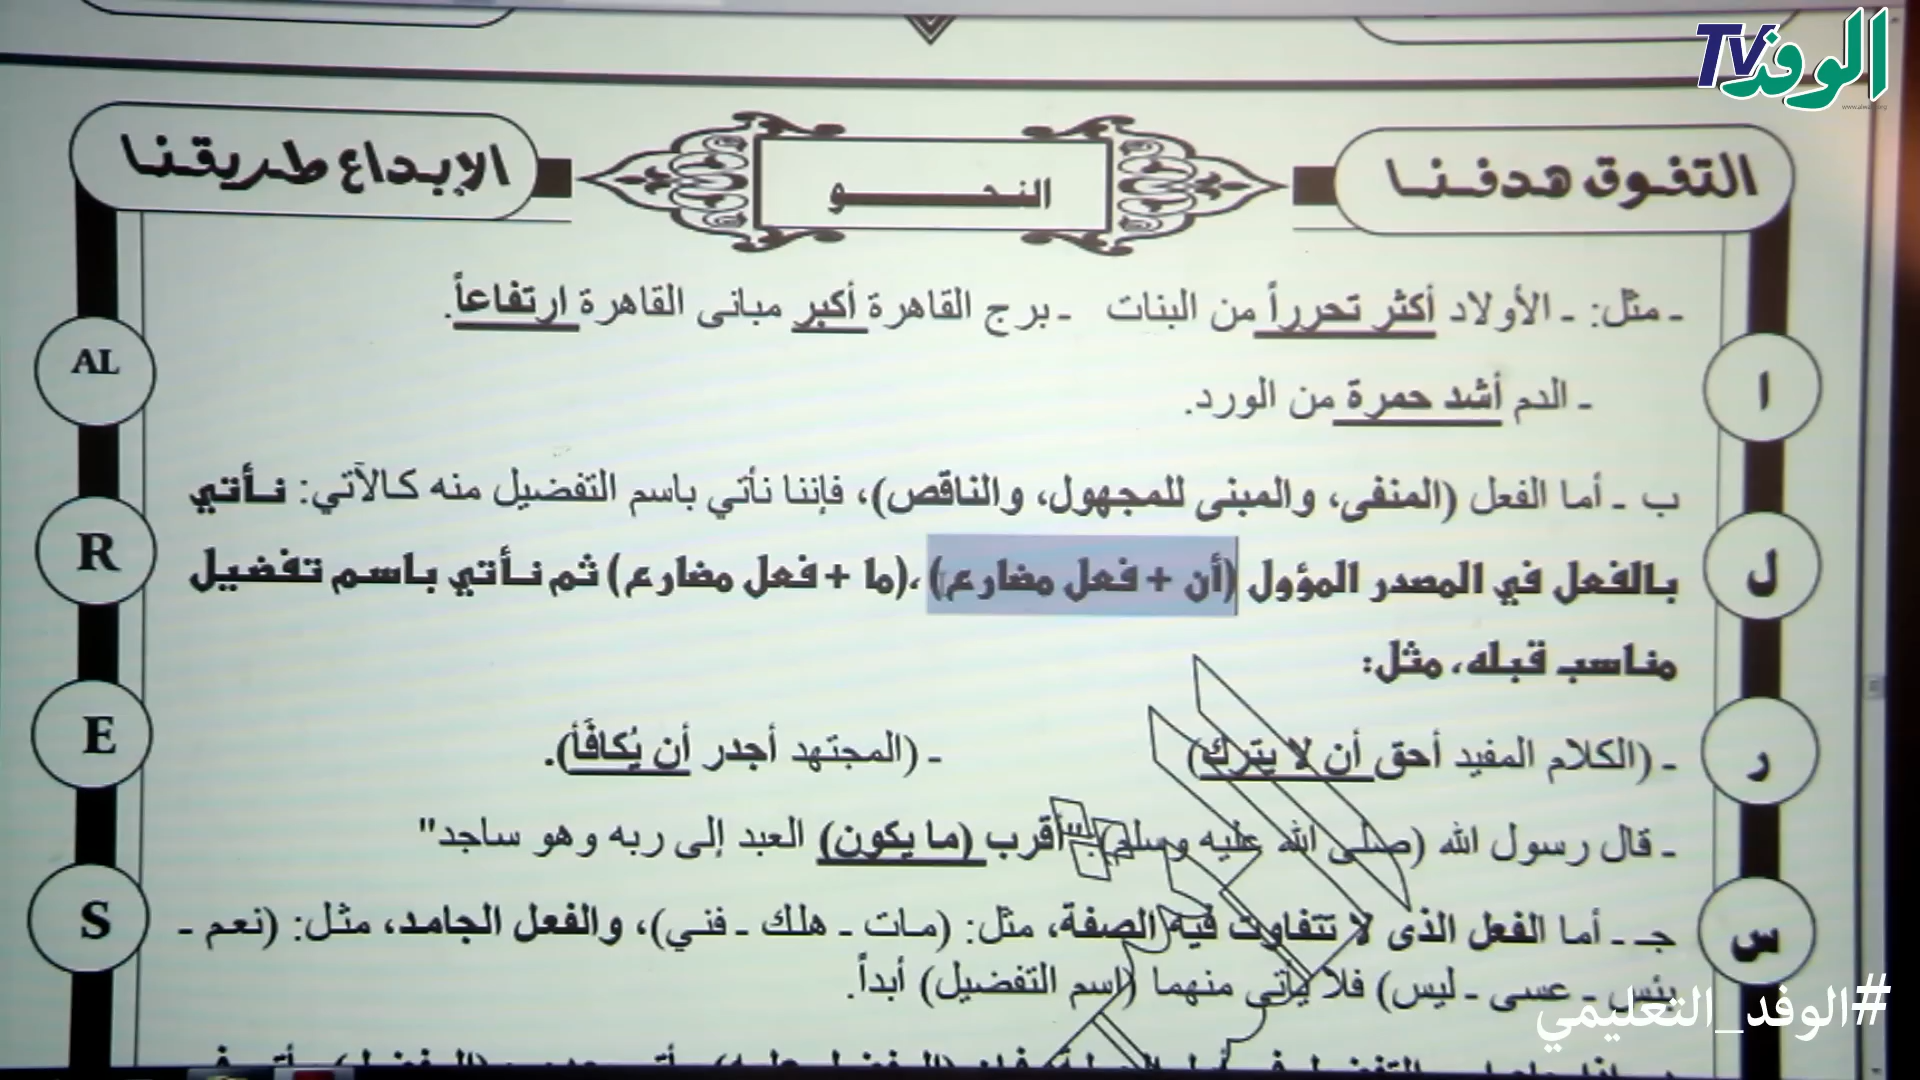 الوفد TV
التفوق هدفنا
النحو
الإبداع طريقنا
ـ مثل: ـ الأولاد أكثر تحرراً من البنات ـ برج القاهرة أكبر مبانى القاهرة ارتفاعاً.
ـ الدم أشد حمرة من الورد.
ب ـ أما الفعل (المنفى، والمبنى للمجهول، والناقص)، فإننا نأتي باسم التفضيل منه كالآتي: نأتي
بالفعل في المصدر المؤول (أن + فعل مضارع)، (ما + فعل مضارع) ثم نأتي باسم تفضيل
مناسب قبله، مثل:
ـ (الكلام المفيد أحق أن لا يترك) ـ (المجتهد أجدر أن يُكافَأ).
ـ قال رسول الله (صلى الله عليه وسلم) أقرب (ما يكون) العبد إلى ربه وهو ساجد"
جـ ـ أما الفعل الذى لا تتفاوت فيه الصفة، مثل: (مات ـ هلك ـ فني)، والفعل الجامد، مثل: (نعم ـ
بئس ـ عسى ـ ليس) فلا يأتى منهما (اسم التفضيل) أبداً.
ا
ل
ر
س
AL
R
E
S
#الوفد_التعليمي